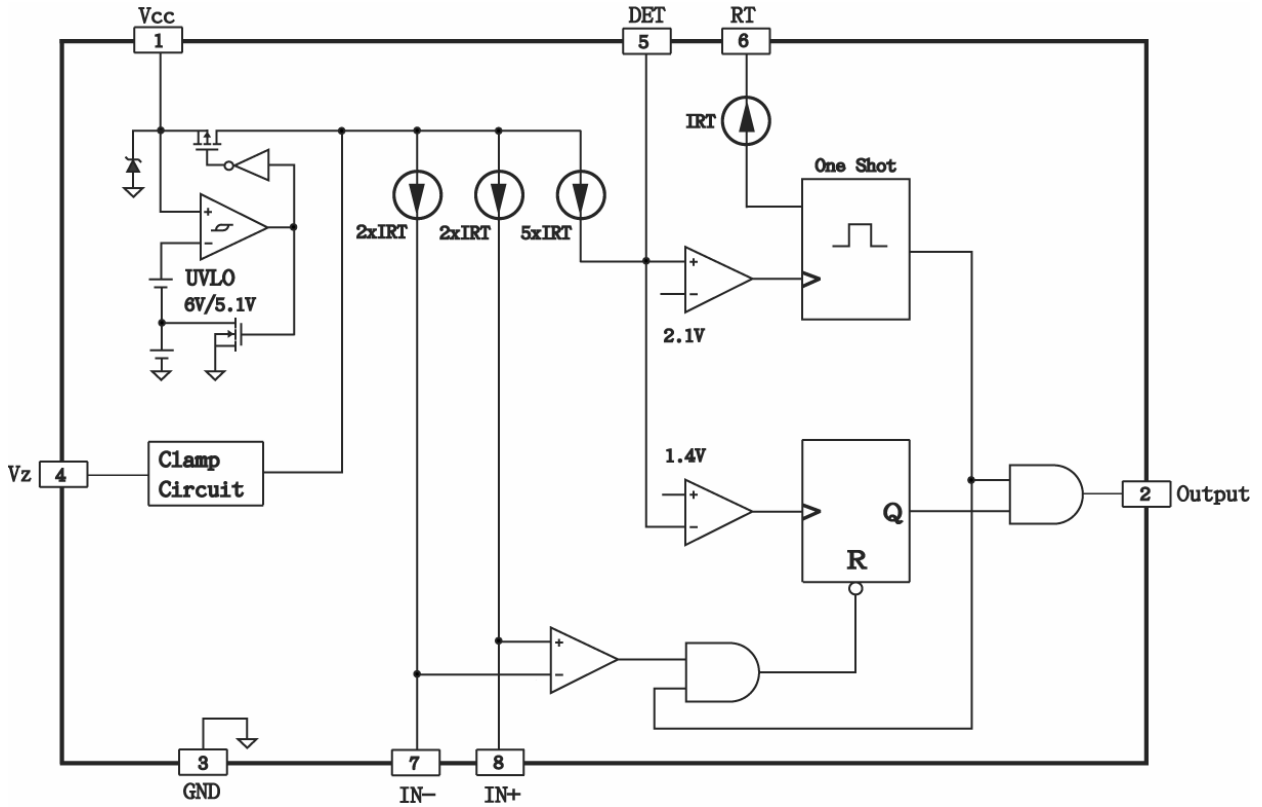 Vcc
DET
RT
1
5
6
IRT
One Shot
+
−
2xIRT
2xIRT
5xIRT
+
−
UVLO
6V/5.1V
2.1V
Vz
4
Clamp
Circuit
1.4V
+
−
Q
R
2
Output
+
−
3
7
8
GND
IN−
IN+